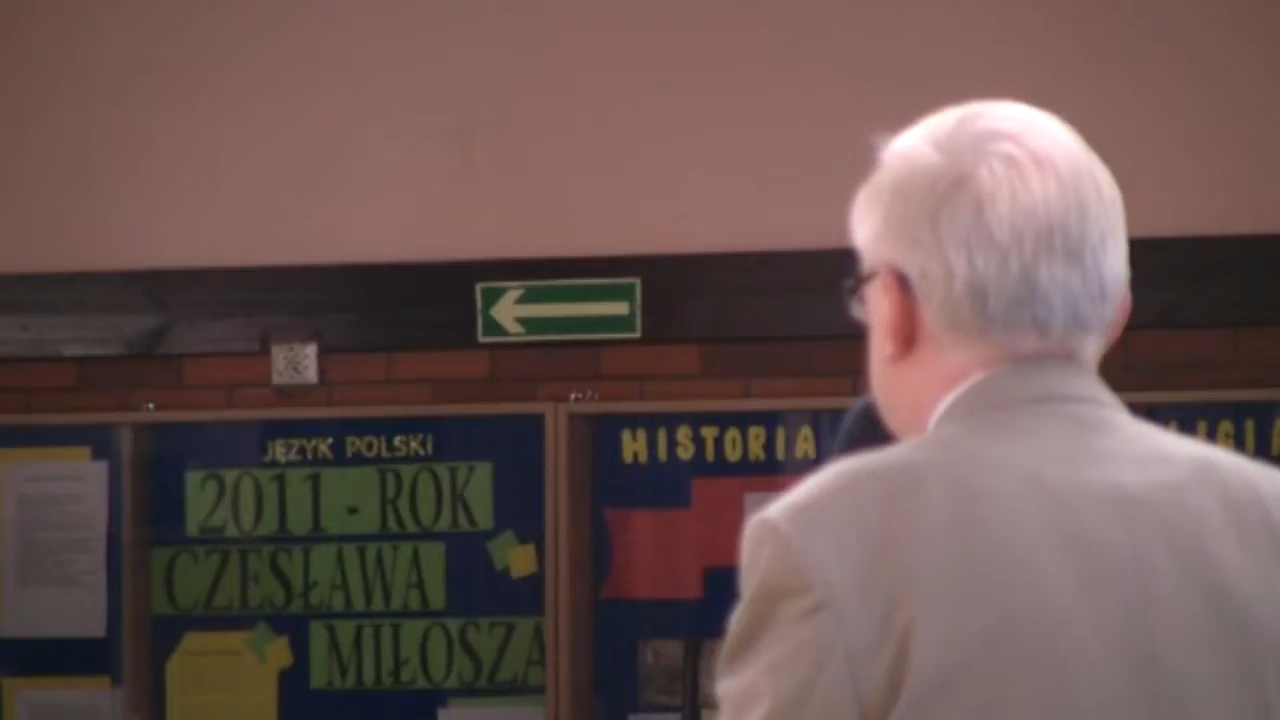 JĘZYK POLSKI
2011 - ROK
CZESŁAWA
MIŁOSZA
HISTORIA